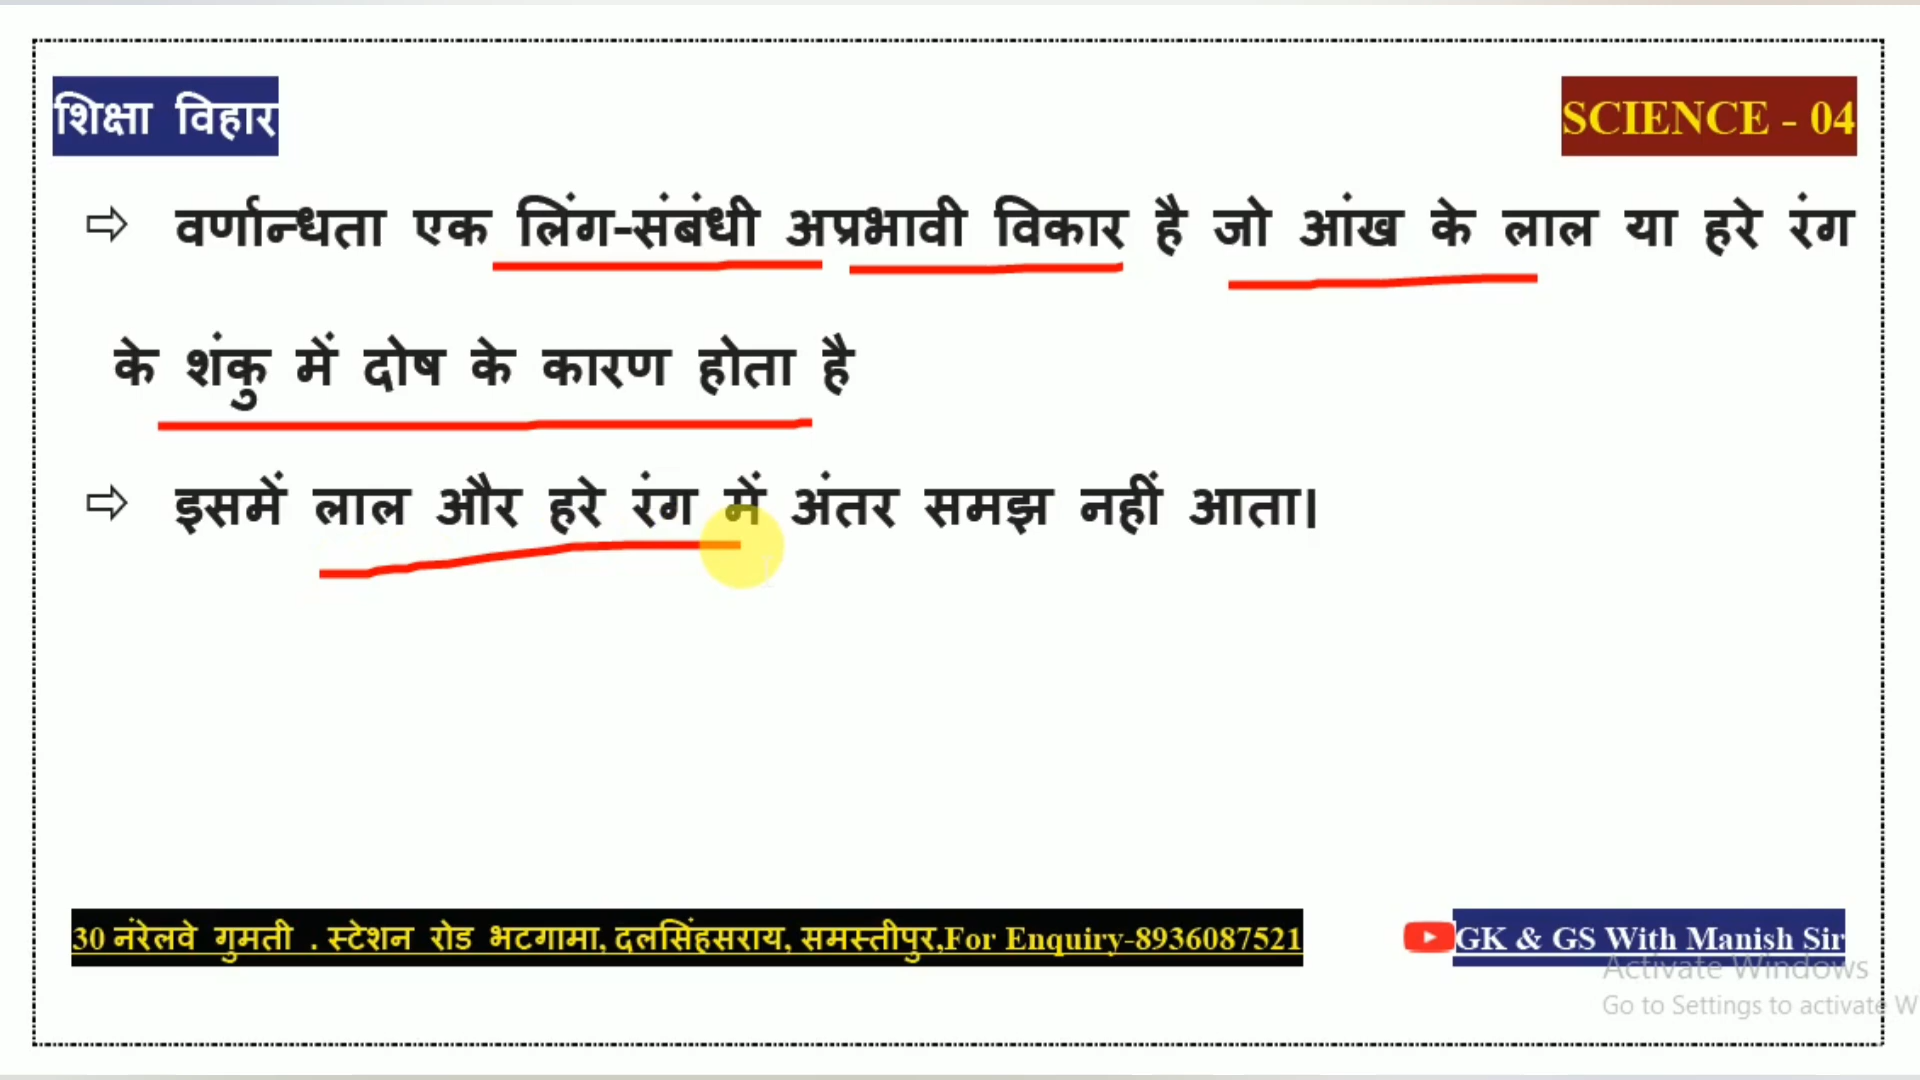 शिक्षा विहार
SCIENCE - 04
⇨ वर्णान्धता एक लिंग-संबंधी अप्रभावी विकार है जो आंख के लाल या हरे रंग
के शंकु में दोष के कारण होता है
⇨ इसमें लाल और हरे रंग में अंतर समझ नहीं आता।
30 नंरेलवे गुमती . स्टेशन रोड भटगामा, दलसिंहसराय, समस्तीपुर,For Enquiry-8936087521
GK & GS With Manish Sir
Activate Windows
Go to Settings to activate W